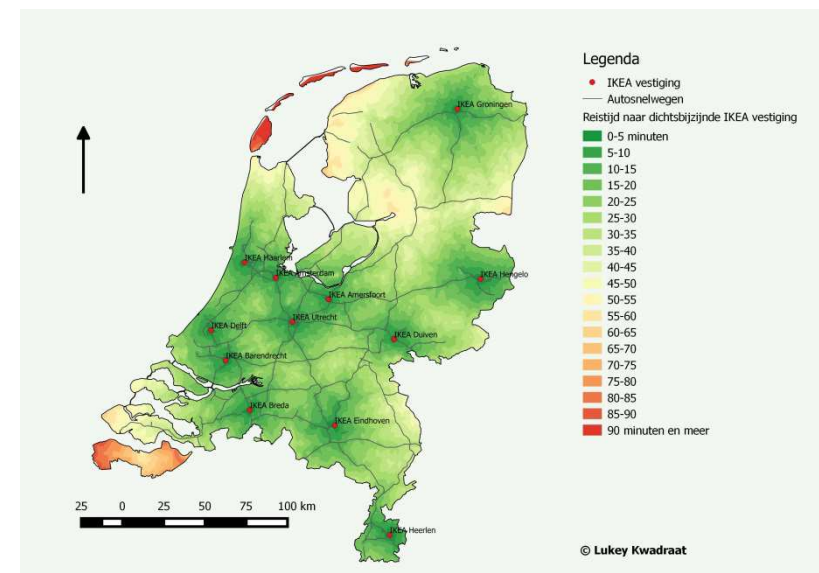 Legenda
IKEA vestiging
Autosnelwegen
Reistijd naar dichtsbijzijnde IKEA vestiging
0-5 minuten
5-10
10-15
15-20
20-25
25-30
30-35
35-40
40-45
45-50
50-55
55-60
60-65
65-70
70-75
75-80
80-85
85-90
90 minuten en meer
IKEA Groningen
IKEA Haarlem
IKEA Amsterdam
IKEA Hengelo
IKEA Amersfoort
IKEA Utrecht
IKEA Delft
IKEA Duiven
IKEA Barendrecht
IKEA Breda
IKEA Eindhoven
IKEA Heerlen
25 0 25 50 75 100 km
© Lukey Kwadraat